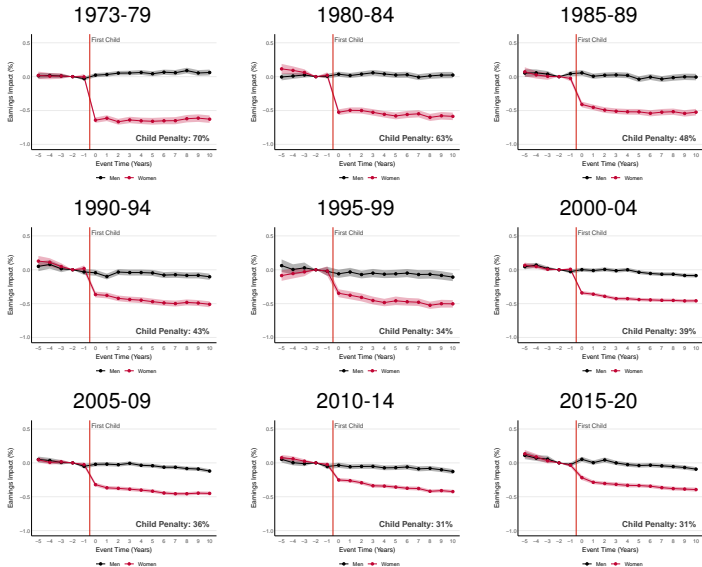 1973-79
1980-84
1985-89
Earnings Impact (%)
0.5
0.0
−0.5
−1.0
First Child
Child Penalty: 70%
−5 −4 −3 −2 −1 0 1 2 3 4 5 6 7 8 9 10
Event Time (Years)
Men Women
Earnings Impact (%)
0.5
0.0
−0.5
−1.0
First Child
Child Penalty: 63%
−5 −4 −3 −2 −1 0 1 2 3 4 5 6 7 8 9 10
Event Time (Years)
Men Women
Earnings Impact (%)
0.5
0.0
−0.5
−1.0
First Child
Child Penalty: 48%
−5 −4 −3 −2 −1 0 1 2 3 4 5 6 7 8 9 10
Event Time (Years)
Men Women
1990-94
1995-99
2000-04
Earnings Impact (%)
0.5
0.0
−0.5
−1.0
First Child
Child Penalty: 43%
−5 −4 −3 −2 −1 0 1 2 3 4 5 6 7 8 9 10
Event Time (Years)
Men Women
Earnings Impact (%)
0.5
0.0
−0.5
−1.0
First Child
Child Penalty: 34%
−5 −4 −3 −2 −1 0 1 2 3 4 5 6 7 8 9 10
Event Time (Years)
Men Women
Earnings Impact (%)
0.5
0.0
−0.5
−1.0
First Child
Child Penalty: 39%
−5 −4 −3 −2 −1 0 1 2 3 4 5 6 7 8 9 10
Event Time (Years)
Men Women
2005-09
2010-14
2015-20
Earnings Impact (%)
0.5
0.0
−0.5
−1.0
First Child
Child Penalty: 36%
−5 −4 −3 −2 −1 0 1 2 3 4 5 6 7 8 9 10
Event Time (Years)
Men Women
Earnings Impact (%)
0.5
0.0
−0.5
−1.0
First Child
Child Penalty: 31%
−5 −4 −3 −2 −1 0 1 2 3 4 5 6 7 8 9 10
Event Time (Years)
Men Women
Earnings Impact (%)
0.5
0.0
−0.5
−1.0
First Child
Child Penalty: 31%
−5 −4 −3 −2 −1 0 1 2 3 4 5 6 7 8 9 10
Event Time (Years)
Men Women